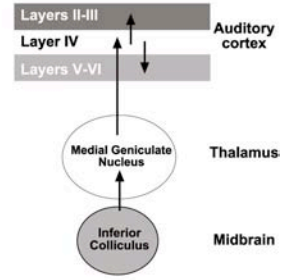 Layers II-III
Layer IV
Layers V-VI
Auditory
cortex
Medial Geniculate
Nucleus
Thalamus
Inferior
Colliculus
Midbrain